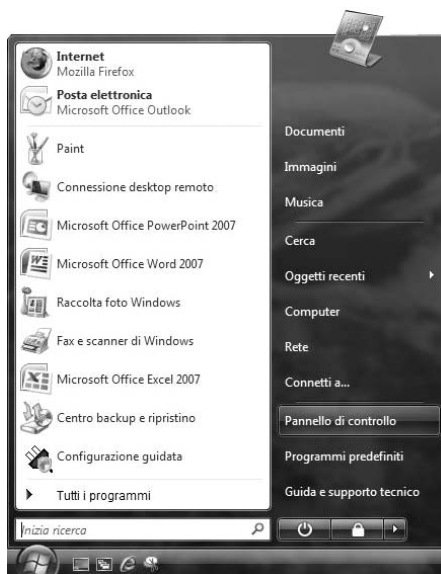 Internet
Mozilla Firefox
Posta elettronica
Microsoft Office Outlook
Paint
Connessione desktop remoto
Microsoft Office PowerPoint 2007
Microsoft Office Word 2007
Raccolta foto Windows
Fax e scanner di Windows
Microsoft Office Excel 2007
Centro backup e ripristino
Configurazione guidata
Tutti i programmi
Inizia ricerca
Documenti
Immagini
Musica
Cerca
Oggetti recenti
Computer
Rete
Connetti a...
Pannello di controllo
Programmi predefiniti
Guida e supporto tecnico